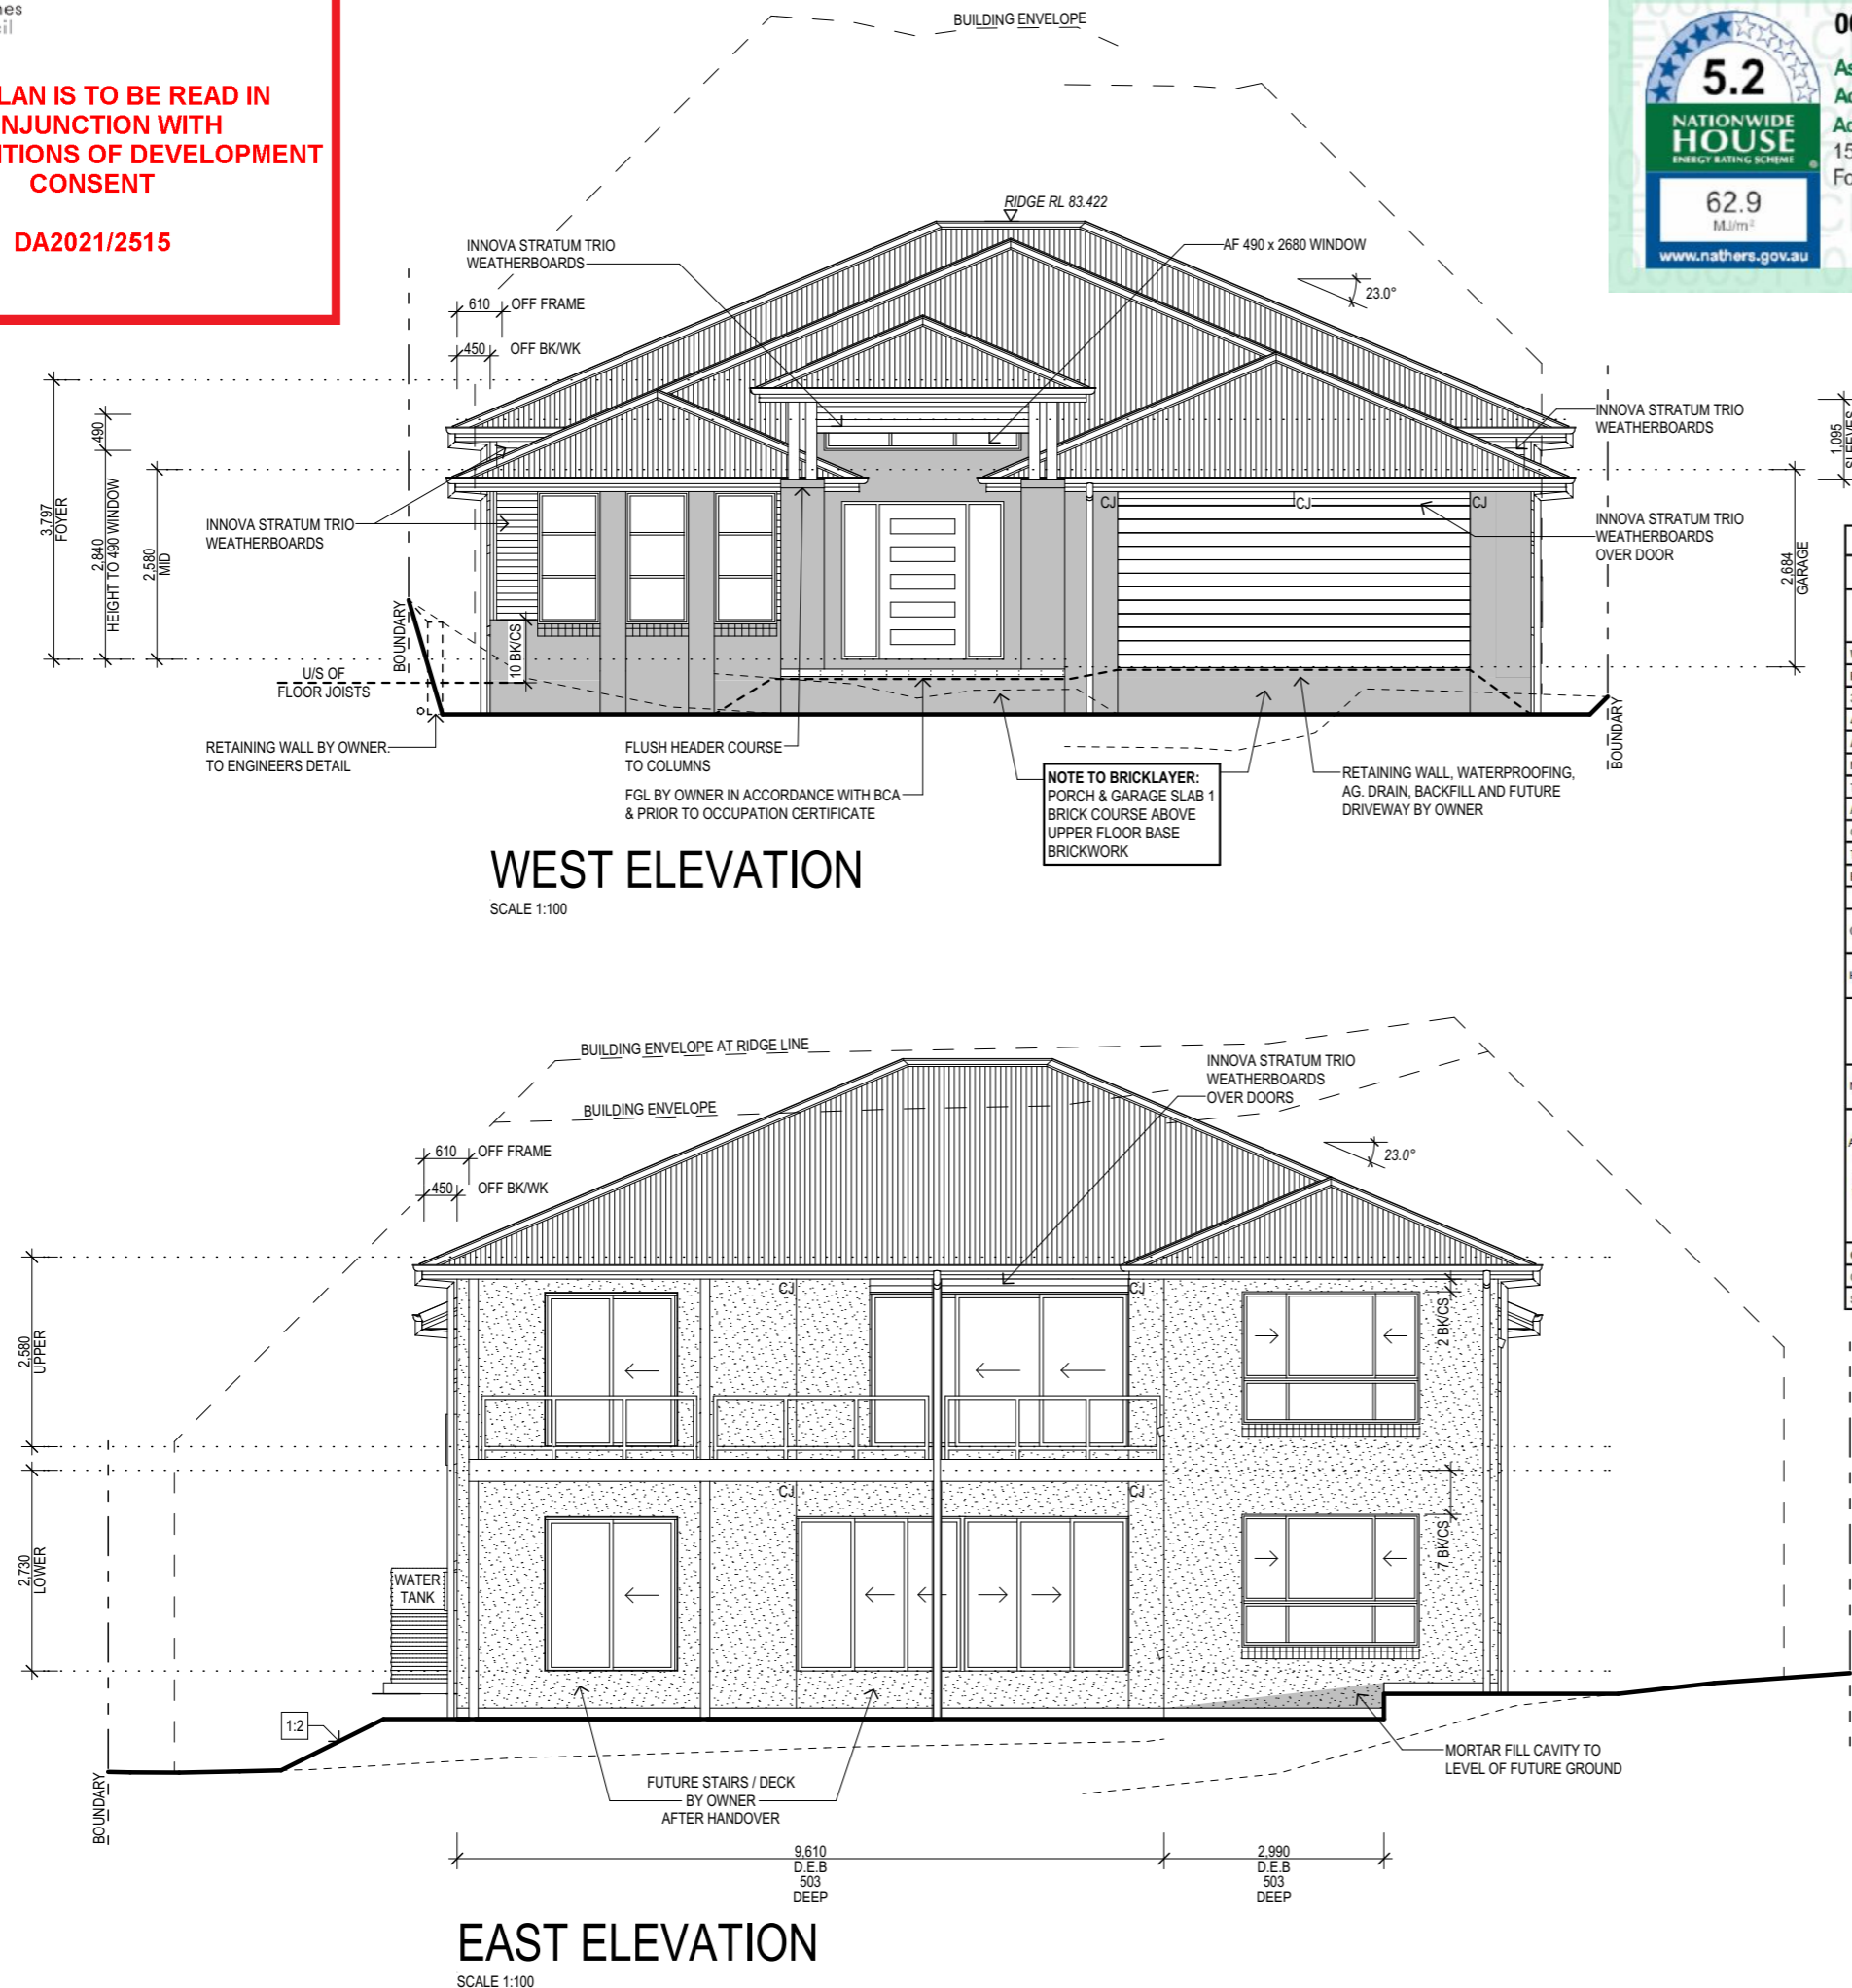 LAN IS TO BE READ IN
NJUNCTION WITH
ITIONS OF DEVELOPMENT
CONSENT
DA2021/2515
5.2
NATIONWIDE
HOUSE
ENERGY RATING SCHEME
62.9
MJ/m²
www.nathers.gov.au
BUILDING ENVELOPE
RIDGE RL 83.422
INNOVA STRATUM TRIO
WEATHERBOARDS
AF 490 x 2680 WINDOW
23.0°
610 OFF FRAME
450 OFF BK/WK
3,797
FOYER
490
2,840
HEIGHT TO 490 WINDOW
2,580
MID
INNOVA STRATUM TRIO
WEATHERBOARDS
INNOVA STRATUM TRIO
WEATHERBOARDS
1,095
SLEEVES
INNOVA STRATUM TRIO
WEATHERBOARDS
OVER DOOR
2,684
GARAGE
CJ
CJ
CJ
10 BK/CS
BOUNDARY
U/S OF
FLOOR JOISTS
BOUNDARY
RETAINING WALL BY OWNER.
TO ENGINEERS DETAIL
FLUSH HEADER COURSE
TO COLUMNS
FGL BY OWNER IN ACCORDANCE WITH BCA
& PRIOR TO OCCUPATION CERTIFICATE
NOTE TO BRICKLAYER:
PORCH & GARAGE SLAB 1
BRICK COURSE ABOVE
UPPER FLOOR BASE
BRICKWORK
RETAINING WALL, WATERPROOFING,
AG. DRAIN, BACKFILL AND FUTURE
DRIVEWAY BY OWNER
WEST ELEVATION
SCALE 1:100
BUILDING ENVELOPE AT RIDGE LINE
BUILDING ENVELOPE
INNOVA STRATUM TRIO
WEATHERBOARDS
OVER DOORS
23.0°
610 OFF FRAME
450 OFF BK/WK
2,580
UPPER
2,730
LOWER
CJ
CJ
2 BK/CS
CJ
CJ
7 BK/CS
WATER
TANK
1:2
BOUNDARY
FUTURE STAIRS / DECK
BY OWNER
AFTER HANDOVER
MORTAR FILL CAVITY TO
LEVEL OF FUTURE GROUND
9,610
D.E.B
503
DEEP
2,990
D.E.B
503
DEEP
EAST ELEVATION
SCALE 1:100